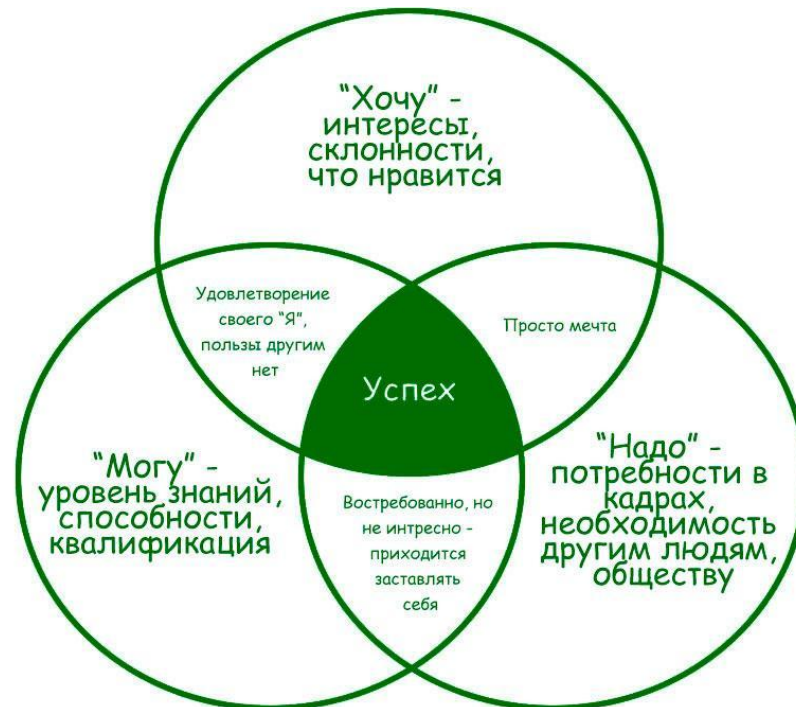 “Хочу” -
интересы,
склонности,
что нравится
Удовлетворение
своего “Я”,
пользы другим
нет
Просто мечта
Успех
“Могу” -
уровень знаний,
способности,
квалификация
“Надо” -
потребности в
кадрах,
необходимость
другим людям,
обществу
Востребованно, но
не интресно -
приходится
заставлять
себя